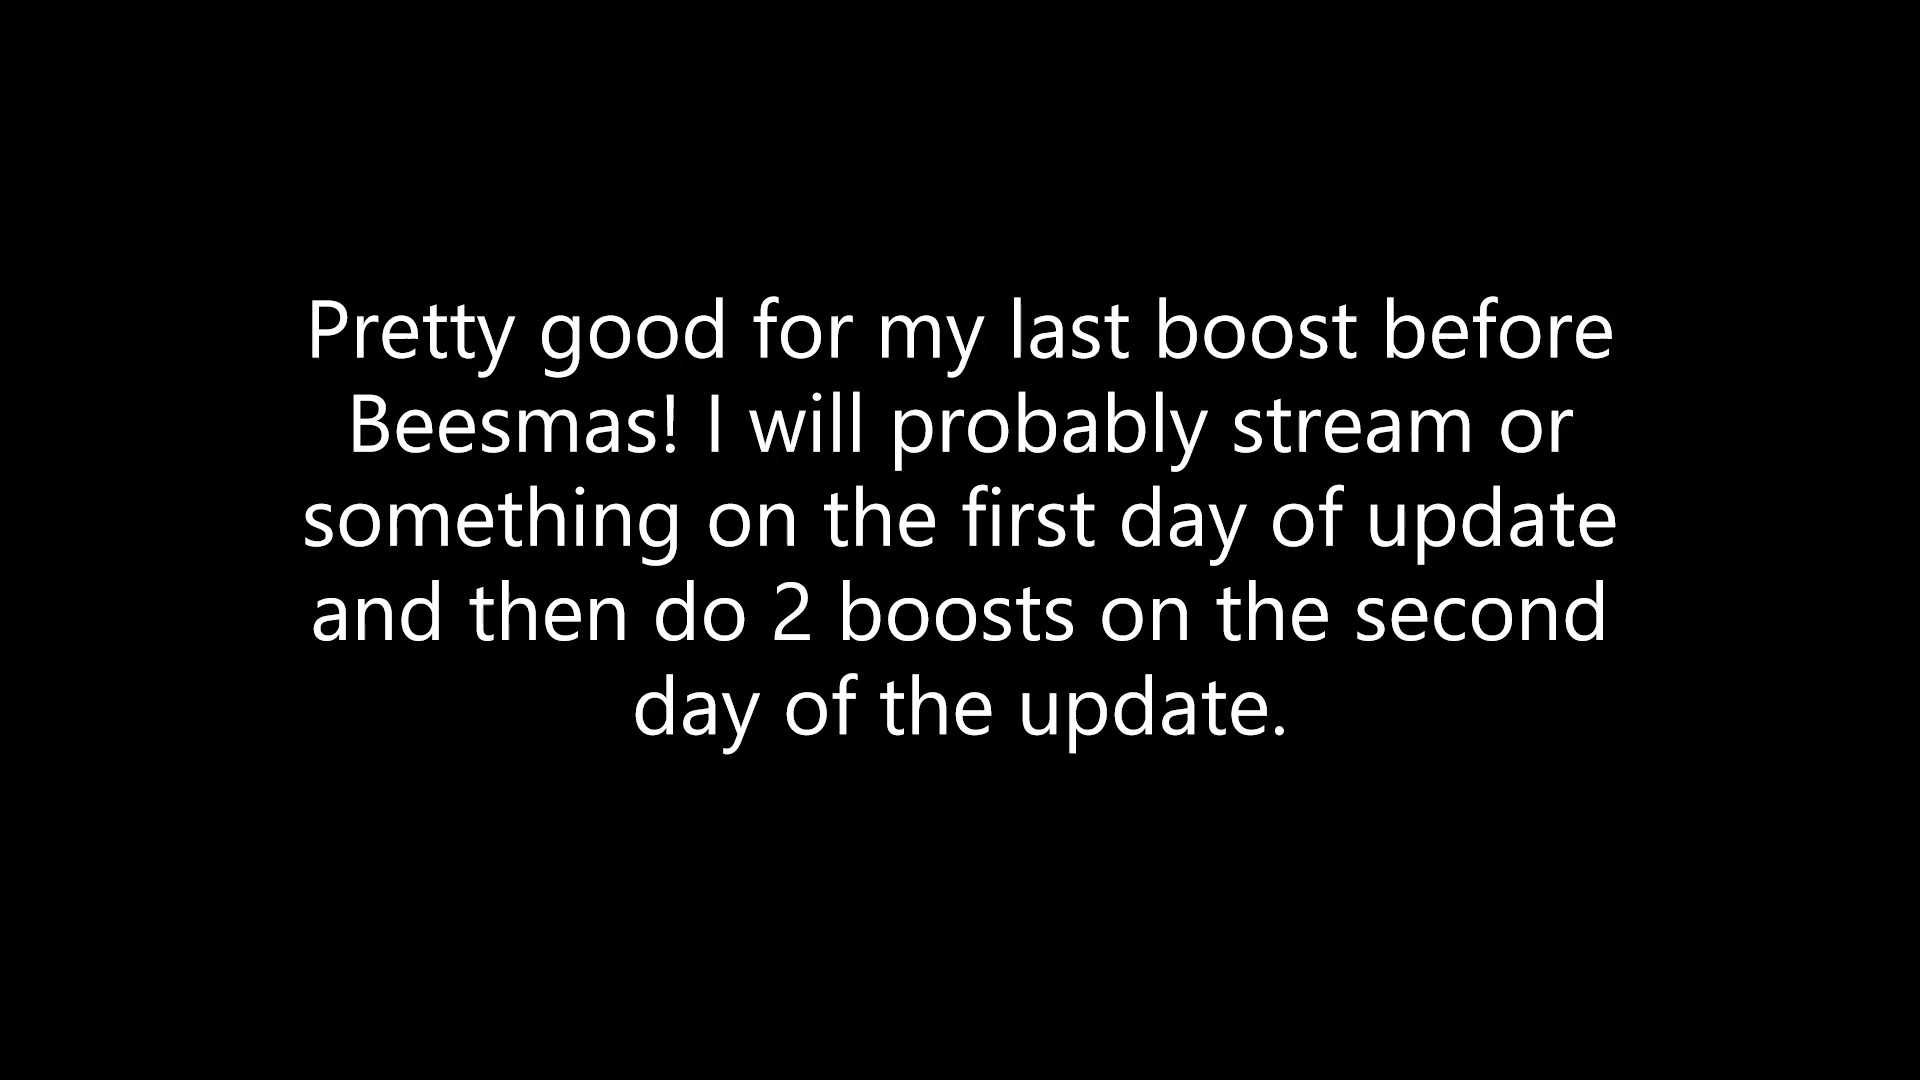 Pretty good for my last boost before
Beesmas! I will probably stream or
something on the first day of update
and then do 2 boosts on the second
day of the update.